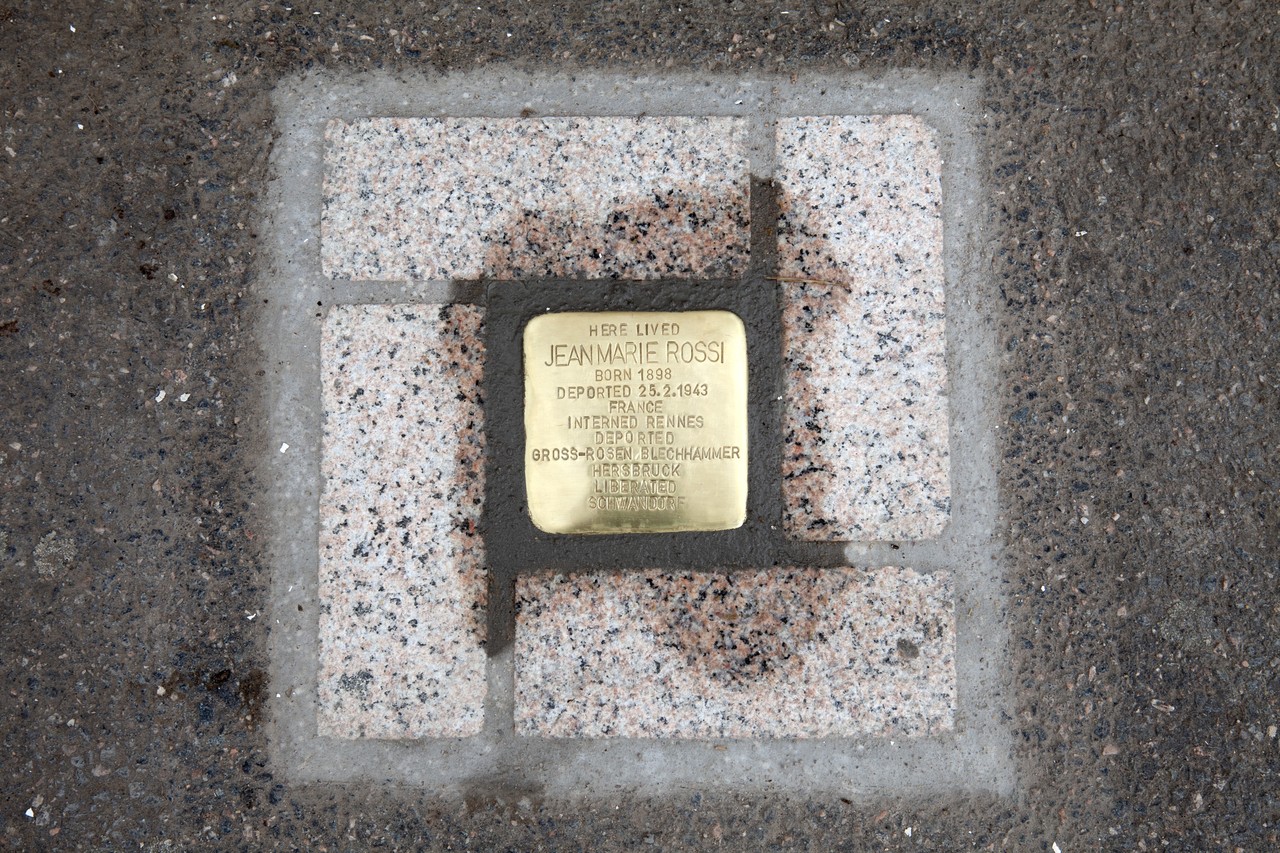 HERE LIVED
JEAN MARIE ROSSI
BORN 1898
DEPORTED 25.2.1943
FRANCE
INTERNED RENNES
DEPORTED
GROSS-ROSEN BLECHHAMMER
HERSBRUCK
LIBERATED
SCHWANDORF